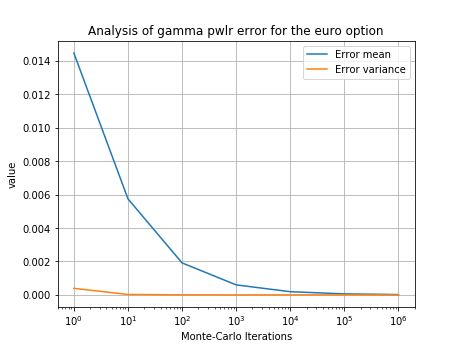 Analysis of gamma pwlr error for the euro option
Error mean
Error variance
value
0.014
0.012
0.010
0.008
0.006
0.004
0.002
0.000
10⁰ 10¹ 10² 10³ 10⁴ 10⁵ 10⁶
Monte-Carlo Iterations